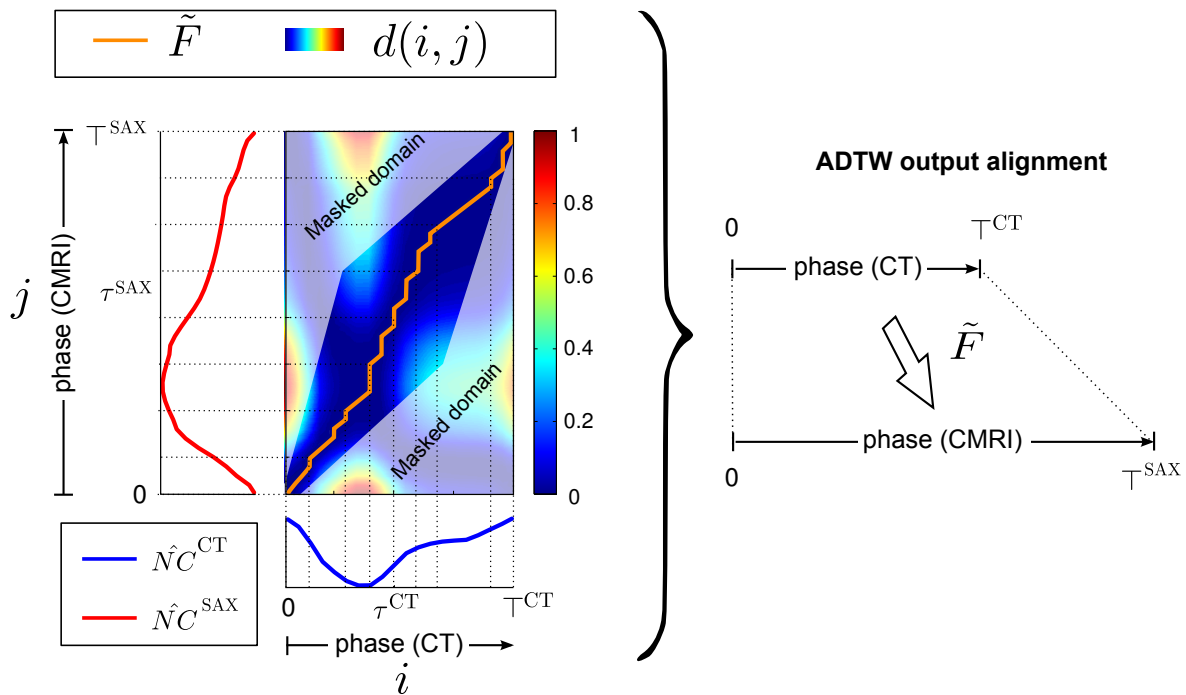 F̃ d(i, j)
⊤^SAX
τ^SAX
0
j
phase (CMRI)
Masked domain
Masked domain
1
0.8
0.6
0.4
0.2
0
N̂C^CT
N̂C^SAX
0 τ^CT ⊤^CT
phase (CT)
i
ADTW output alignment
0 ⊤^CT
phase (CT)
F̃
phase (CMRI)
0 ⊤^SAX